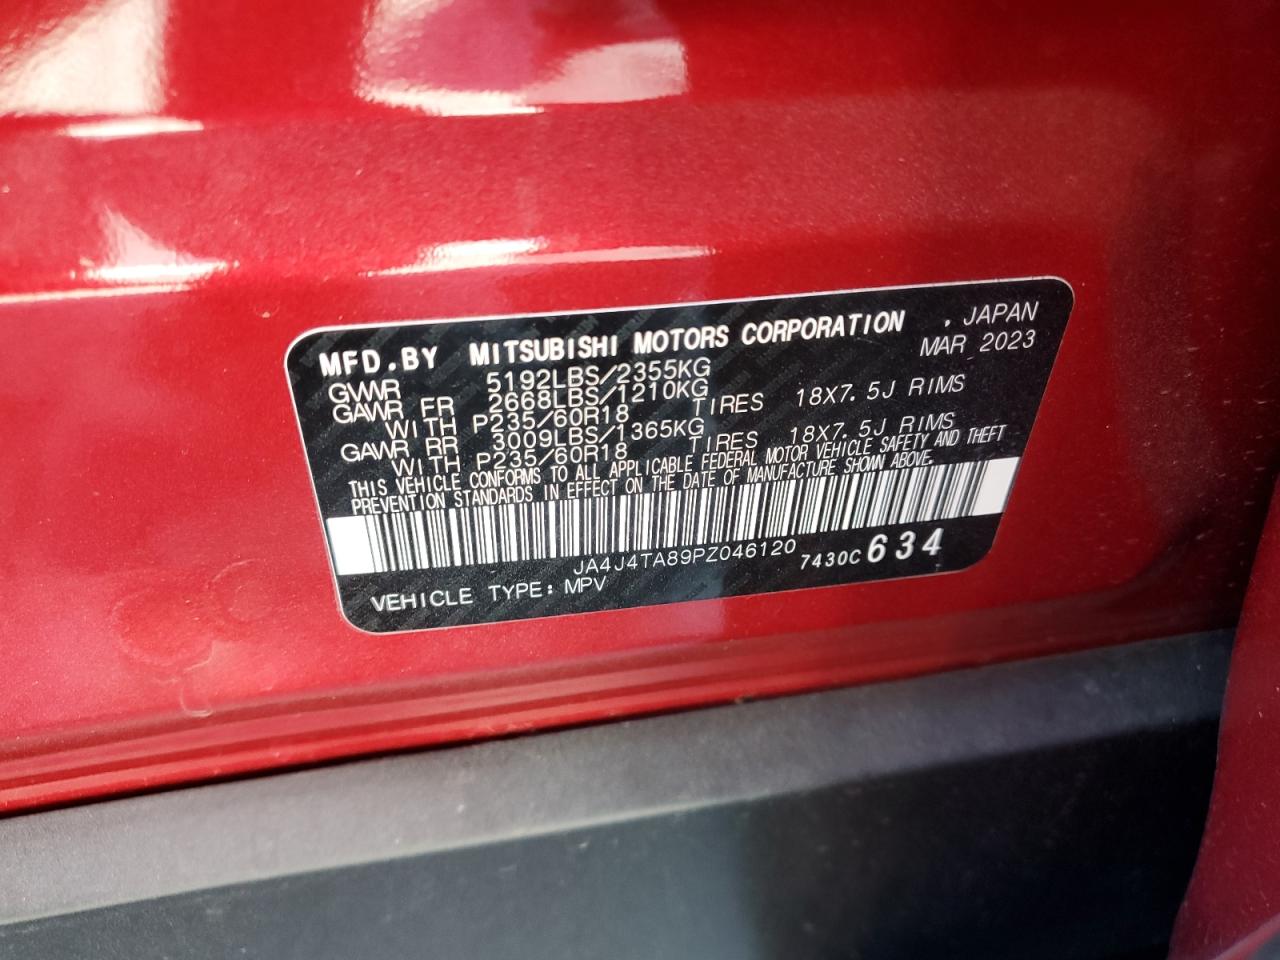 MFD.BY MITSUBISHI MOTORS CORPORATION , JAPAN
GVWR 5192LBS/2355KG MAR 2023
GAWR FR 2668LBS/1210KG
WITH P235/60R18 TIRES 18X7.5J RIMS
GAWR RR 3009LBS/1365KG
WITH P235/60R18 TIRES 18X7.5J RIMS
THIS VEHICLE CONFORMS TO ALL APPLICABLE FEDERAL MOTOR VEHICLE SAFETY AND THEFT
PREVENTION STANDARDS IN EFFECT ON THE DATE OF MANUFACTURE SHOWN ABOVE.
JA4J4TA89PZ046120 7430C 634
VEHICLE TYPE: MPV